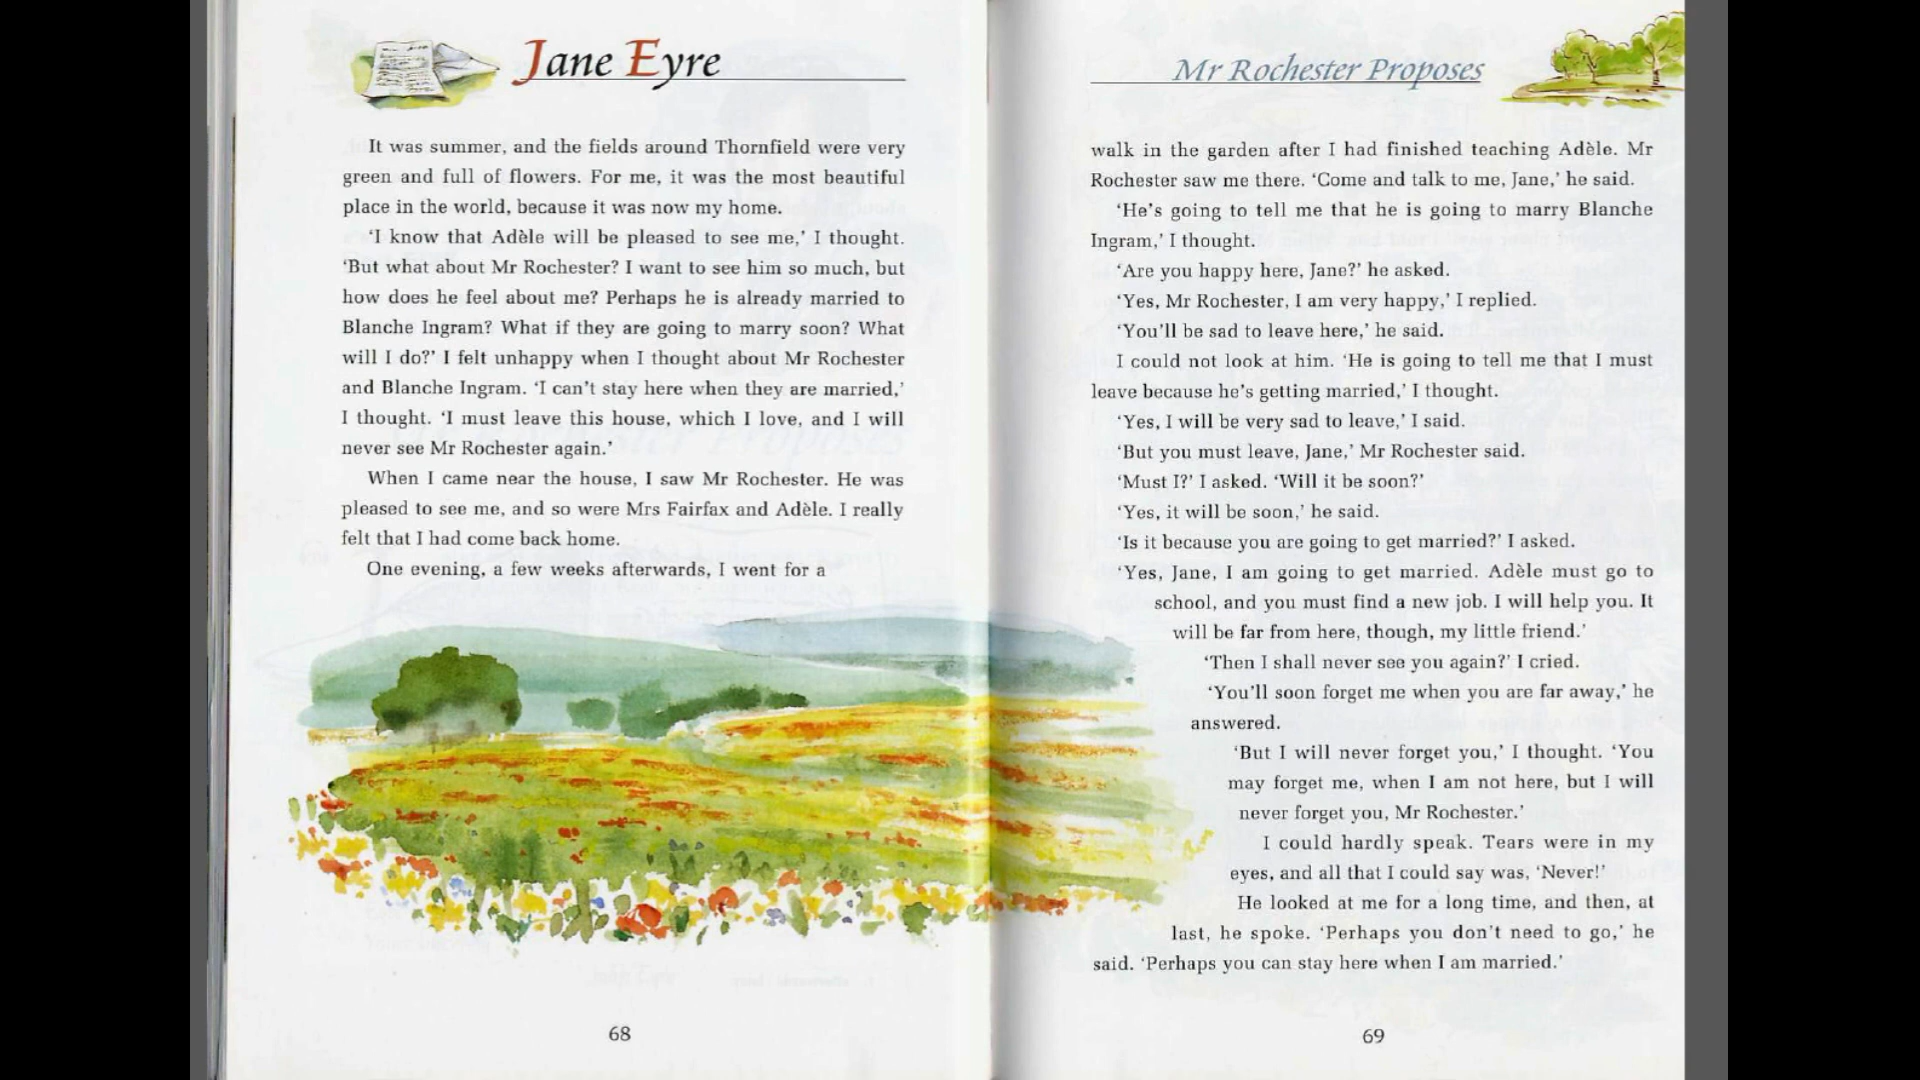 Jane Eyre
It was summer, and the fields around Thornfield were very
green and full of flowers. For me, it was the most beautiful
place in the world, because it was now my home.
‘I know that Adèle will be pleased to see me,’ I thought.
‘But what about Mr Rochester? I want to see him so much, but
how does he feel about me? Perhaps he is already married to
Blanche Ingram? What if they are going to marry soon? What
will I do?’ I felt unhappy when I thought about Mr Rochester
and Blanche Ingram. ‘I can’t stay here when they are married,’
I thought. ‘I must leave this house, which I love, and I will
never see Mr Rochester again.’
When I came near the house, I saw Mr Rochester. He was
pleased to see me, and so were Mrs Fairfax and Adèle. I really
felt that I had come back home.
One evening, a few weeks afterwards, I went for a
68
Mr Rochester Proposes
walk in the garden after I had finished teaching Adèle. Mr
Rochester saw me there. ‘Come and talk to me, Jane,’ he said.
‘He’s going to tell me that he is going to marry Blanche
Ingram,’ I thought.
‘Are you happy here, Jane?’ he asked.
‘Yes, Mr Rochester, I am very happy,’ I replied.
‘You’ll be sad to leave here,’ he said.
I could not look at him. ‘He is going to tell me that I must
leave because he’s getting married,’ I thought.
‘Yes, I will be very sad to leave,’ I said.
‘But you must leave, Jane,’ Mr Rochester said.
‘Must I?’ I asked. ‘Will it be soon?’
‘Yes, it will be soon,’ he said.
‘Is it because you are going to get married?’ I asked.
‘Yes, Jane, I am going to get married. Adèle must go to
school, and you must find a new job. I will help you. It
will be far from here, though, my little friend.’
‘Then I shall never see you again?’ I cried.
‘You’ll soon forget me when you are far away,’ he
answered.
‘But I will never forget you,’ I thought. ‘You
may forget me, when I am not here, but I will
never forget you, Mr Rochester.’
I could hardly speak. Tears were in my
eyes, and all that I could say was, ‘Never!’
He looked at me for a long time, and then, at
last, he spoke. ‘Perhaps you don’t need to go,’ he
said. ‘Perhaps you can stay here when I am married.’
69